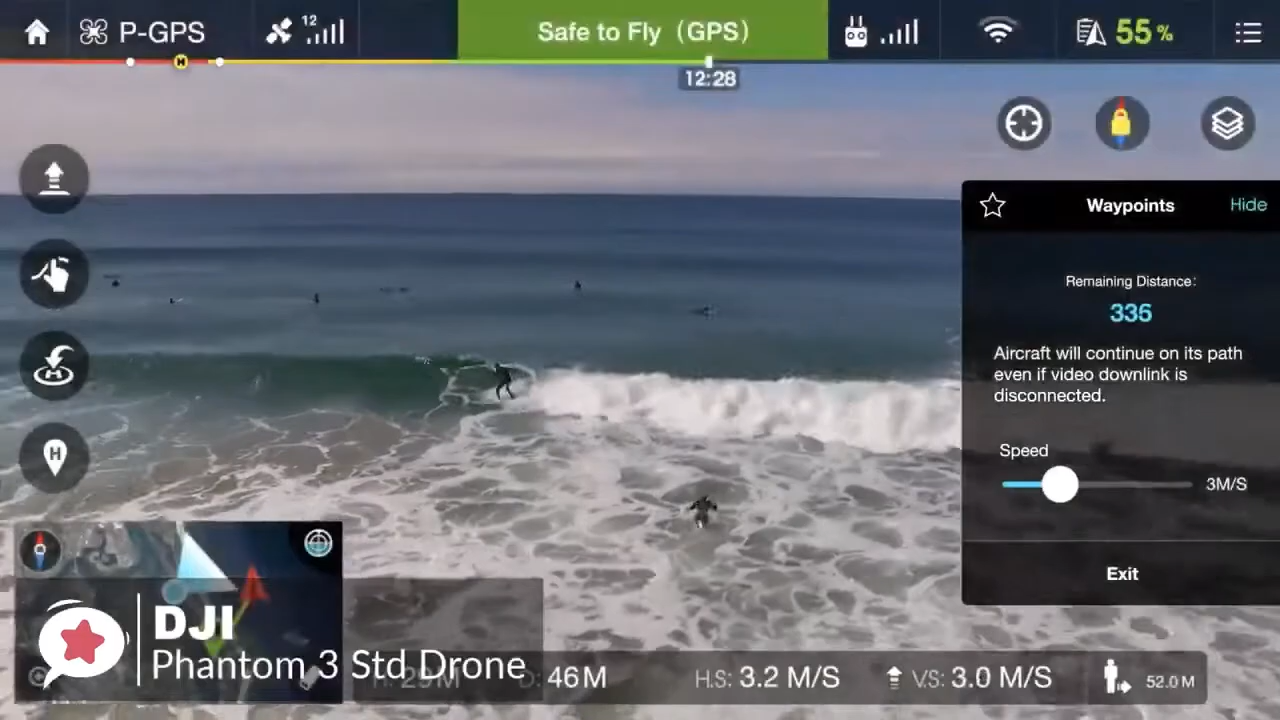 P-GPS
12
Safe to Fly (GPS)
55%
12:28
Waypoints
Hide
Remaining Distance:
336
Aircraft will continue on its path
even if video downlink is
disconnected.
Speed
3M/S
Exit
H
DJI
Phantom 3 Std Drone
46M
H.S: 3.2 M/S
V.S: 3.0 M/S
52.0 M